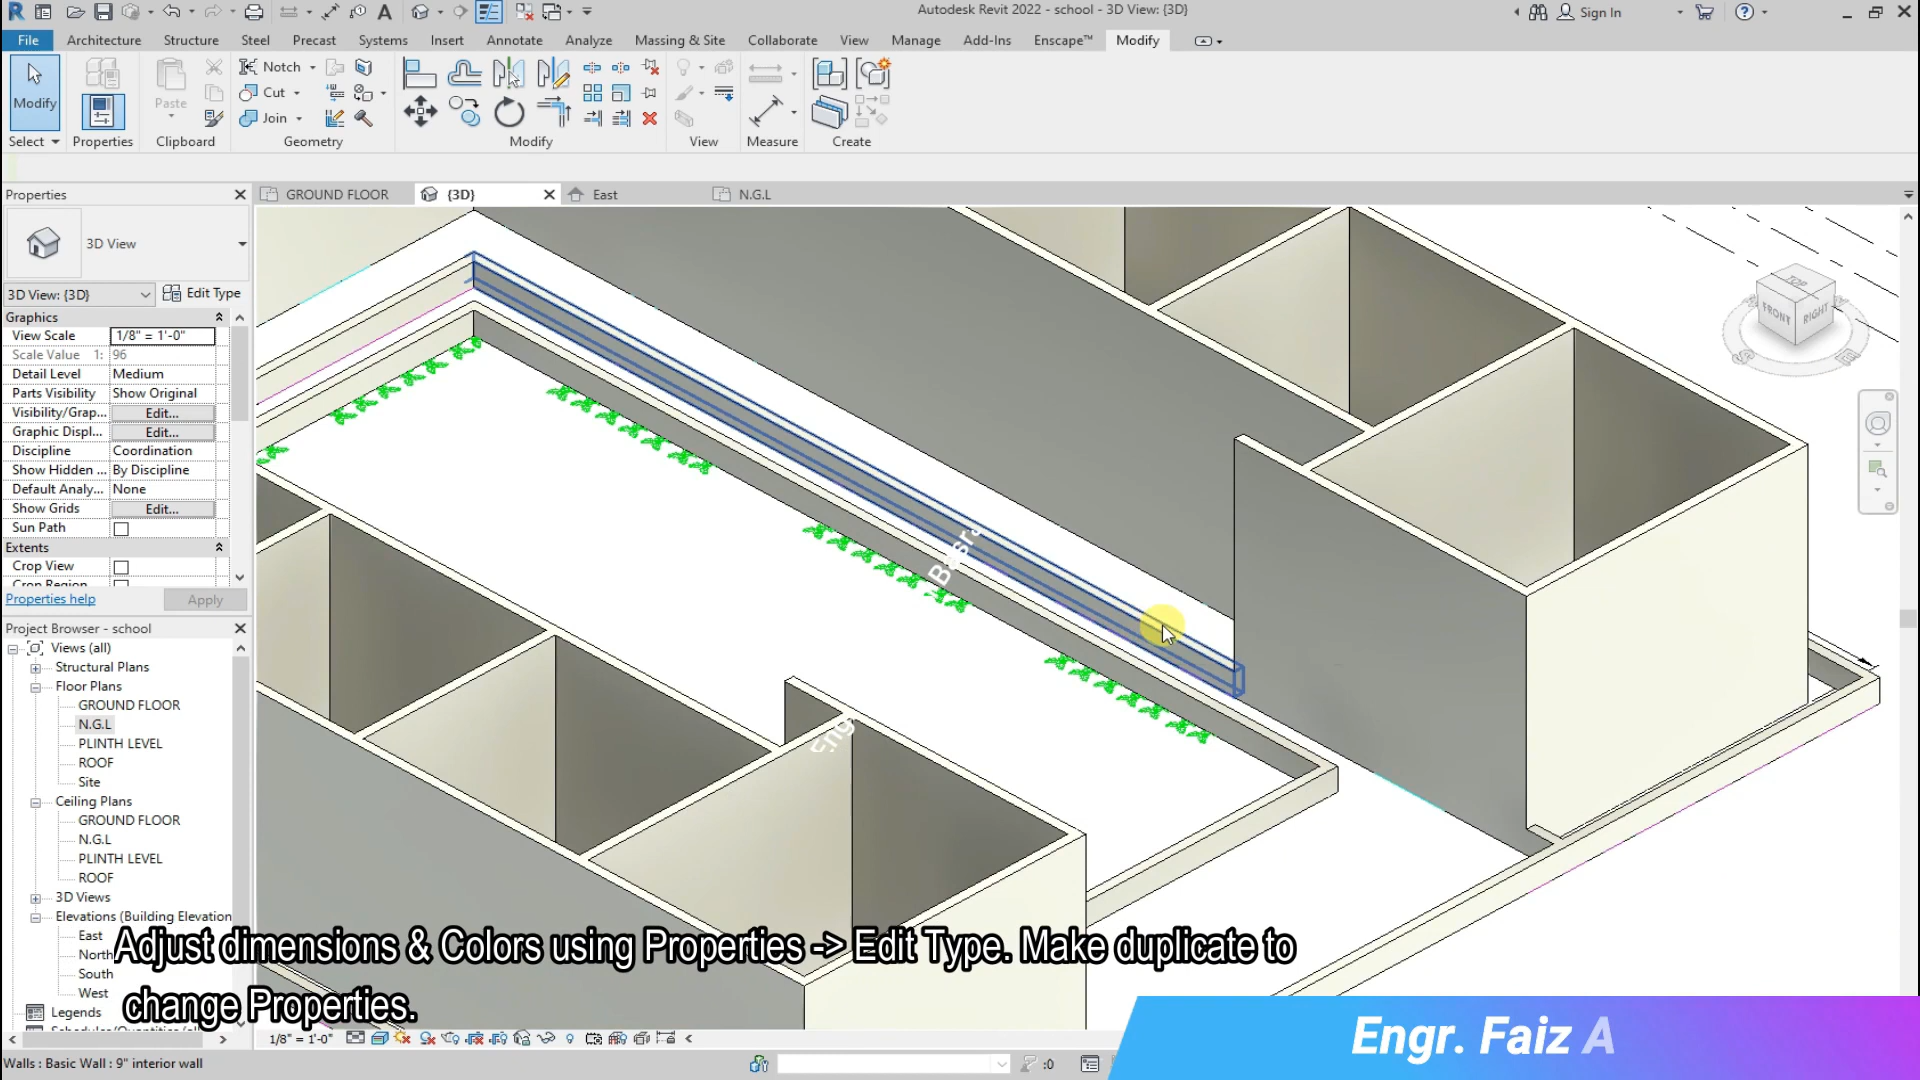 Autodesk Revit 2022 - school - 3D View: {3D}
Sign In
File Architecture Structure Steel Precast Systems Insert Annotate Analyze Massing & Site Collaborate View Manage Add-Ins Enscape™ Modify
Modify Paste Notch
Cut
Join
Select Properties Clipboard Geometry Modify View Measure Create
Properties
GROUND FLOOR {3D} East N.G.L
3D View
3D View: {3D} Edit Type
Graphics
View Scale 1/8" = 1'-0"
Scale Value 1: 96
Detail Level Medium
Parts Visibility Show Original
Visibility/Grap... Edit...
Graphic Displ... Edit...
Discipline Coordination
Show Hidden ... By Discipline
Default Analy... None
Show Grids Edit...
Sun Path
Extents
Crop View
Crop Region
Properties help Apply
Project Browser - school
Views (all)
Structural Plans
Floor Plans
GROUND FLOOR
N.G.L
PLINTH LEVEL
ROOF
Site
Ceiling Plans
GROUND FLOOR
N.G.L
PLINTH LEVEL
ROOF
3D Views
Elevations (Building Elevation
East
North
South
West
Legends
TOP
FRONT RIGHT
Engr
Adjust dimensions & Colors using Properties -> Edit Type. Make duplicate to
change Properties.
1/8" = 1'-0"
Walls : Basic Wall : 9" interior wall
:0
Engr. Faiz A